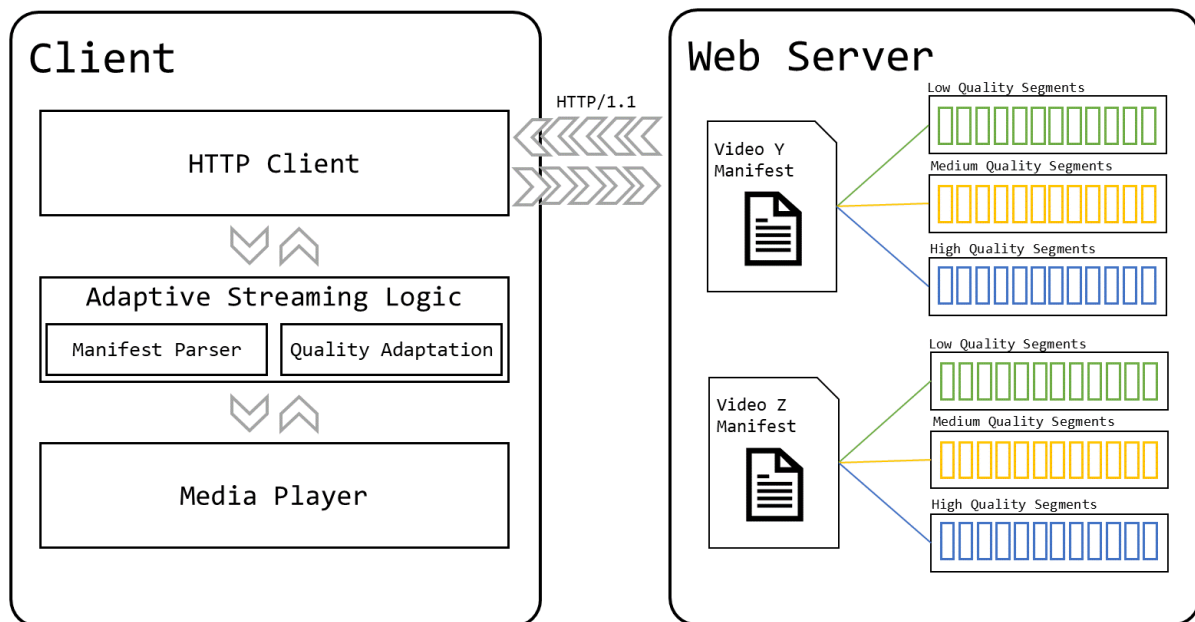 Client
HTTP Client
Adaptive Streaming Logic
Manifest Parser
Quality Adaptation
Media Player
HTTP/1.1
Web Server
Video Y
Manifest
Low Quality Segments
Medium Quality Segments
High Quality Segments
Video Z
Manifest
Low Quality Segments
Medium Quality Segments
High Quality Segments